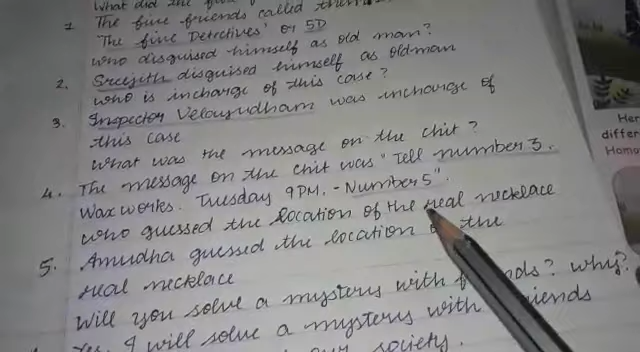 What did the
1. The five friends called them
"The five Detectives" or 5D
who disguised himself as old man?
2. Sreejith disguised himself as oldman
who is incharge of this case?
3. Inspector Velayudham was incharge of
this case
What was the message on the chit?
4. The message on the chit was "Tell number 3.
Wax works. Tuesday 9PM. - Number 5".
who guessed the location of the real necklace
5. Anudha guessed the location of the
real necklace
Will you solve a mystery with friends? why?
Yes, I will solve a mystery with friends
our society.
Her
differ
Homo